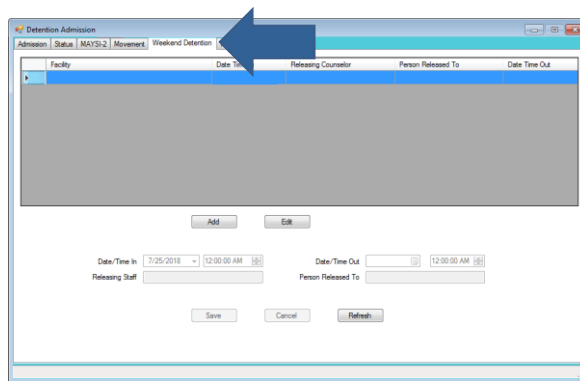 Detention Admission
Admission Status MAYSI-2 Movement Weekend Detention
Facility Date Releasing Counselor Person Released To Date Time Out
Add Edit
Date/Time In 7/25/2018 12:00:00 AM Date/Time Out 12:00:00 AM
Releasing Staff Person Released To
Save Cancel Refresh